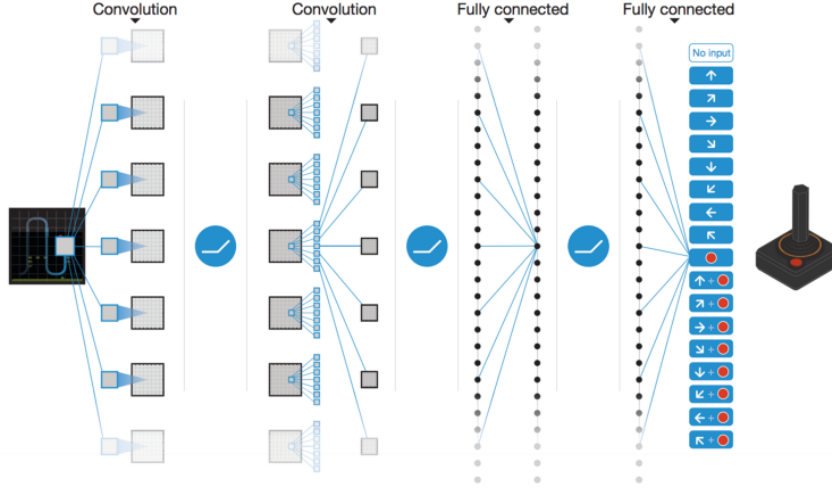 Convolution
Convolution
Fully connected
Fully connected
No input
+
+
+
+
+
+
+
+